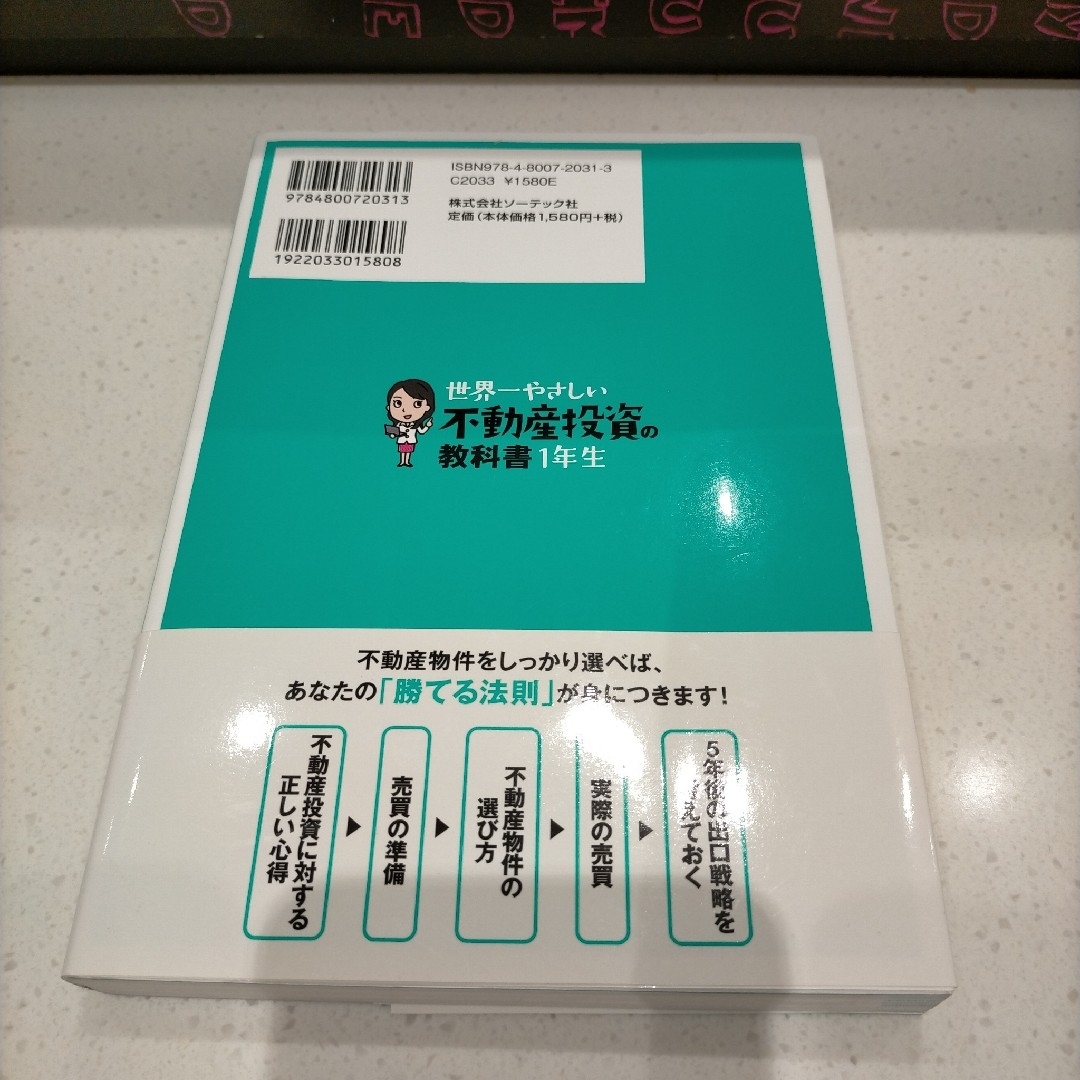 ISBN978-4-8007-2031-3
C2033 ¥1580E
9784800720313
株式会社ソーテック社
定価(本体価格1,580円+税)
1922033015808
世界一やさしい
不動産投資の
教科書1年生
不動産物件をしっかり選べば、
あなたの「勝てる法則」が身につきます!
不動産投資に対する
正しい心得
▶
売買の準備
▶
不動産物件の
選び方
▶
実際の売買
▶
5年後の出口戦略を
考えておく